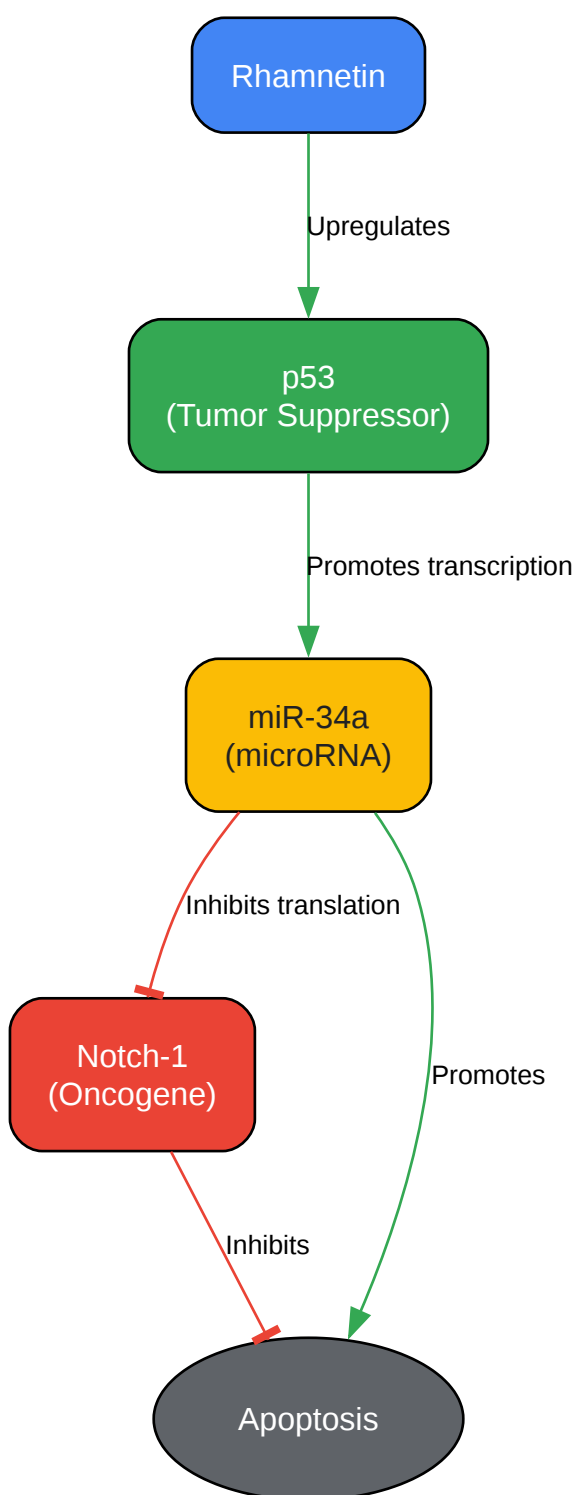 Rhamnetin
Upregulates
p53
(Tumor Suppressor)
Promotes transcription
miR-34a
(microRNA)
Inhibits translation
Notch-1
(Oncogene)
Promotes
Inhibits
Apoptosis